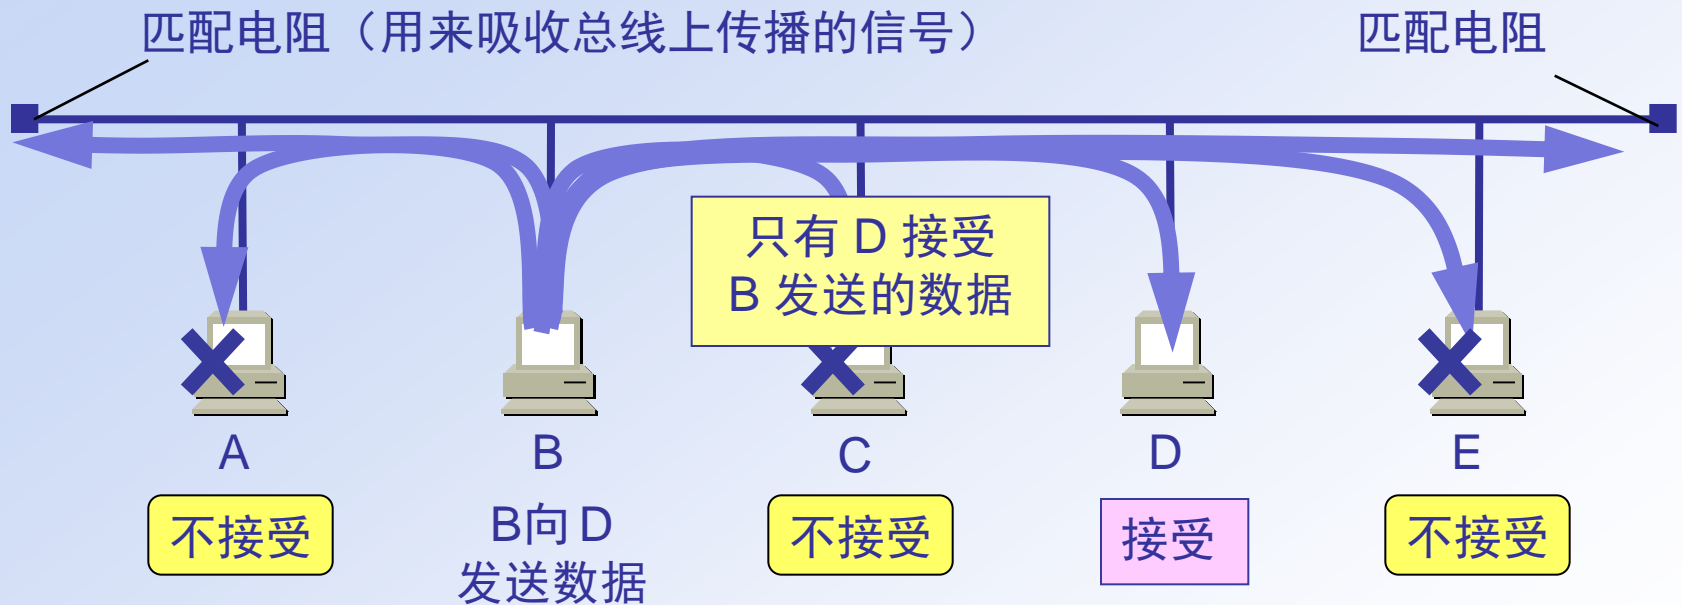 匹配电阻（用来吸收总线上传播的信号）
匹配电阻
只有 D 接受
B 发送的数据
A
B
C
D
E
不接受
B向 D
发送数据
不接受
接受
不接受